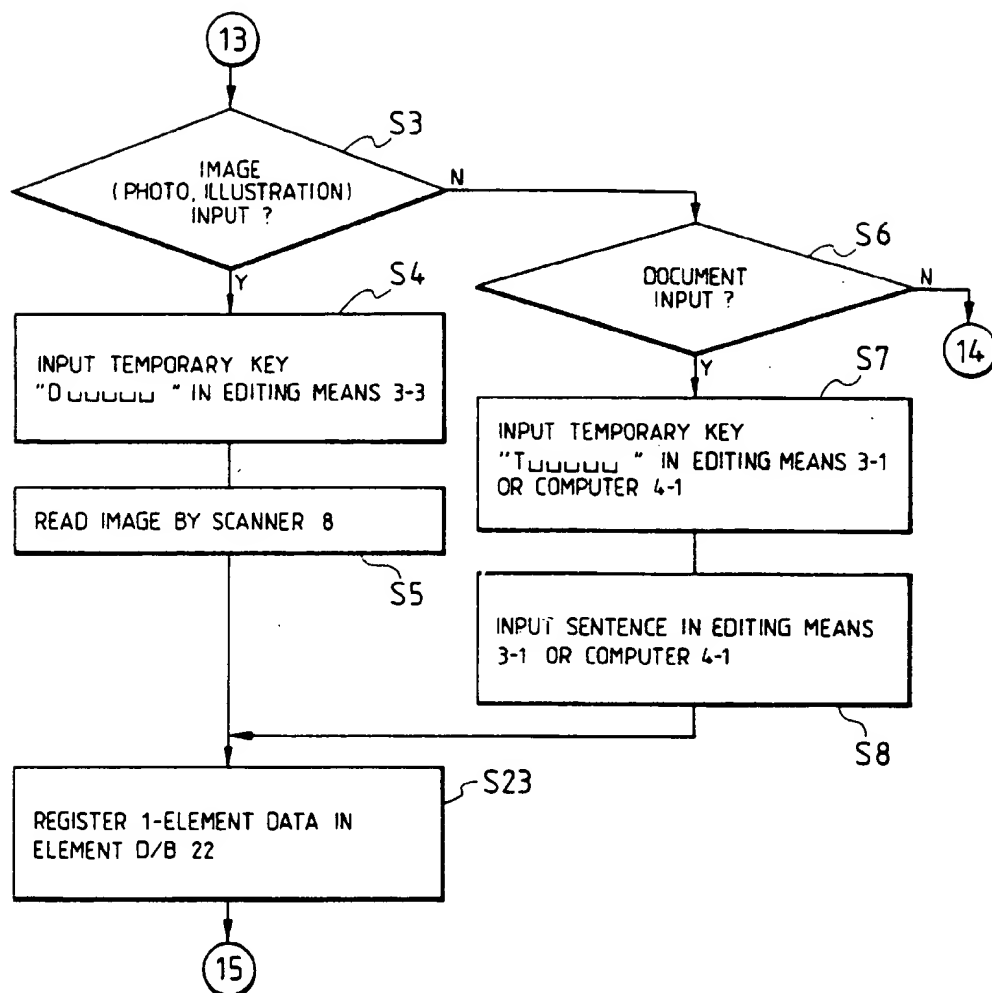 13
S3
IMAGE
(PHOTO, ILLUSTRATION)
INPUT ?
N
Y
S4
INPUT TEMPORARY KEY
"D␣␣␣␣␣ " IN EDITING MEANS 3-3
READ IMAGE BY SCANNER 8
S5
S6
DOCUMENT
INPUT ?
N
14
Y
S7
INPUT TEMPORARY KEY
"T␣␣␣␣␣ " IN EDITING MEANS 3-1
OR COMPUTER 4-1
INPUT SENTENCE IN EDITING MEANS
3-1 OR COMPUTER 4-1
S8
S23
REGISTER 1-ELEMENT DATA IN
ELEMENT D/B 22
15